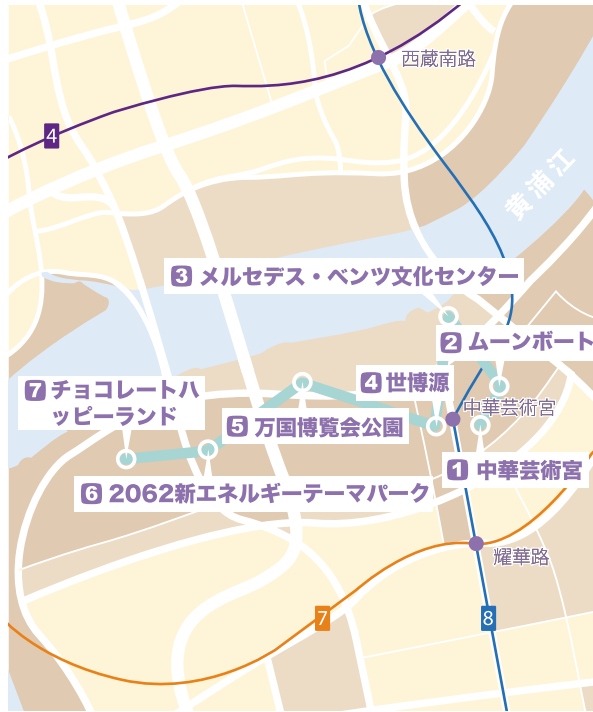 西蔵南路
4
黄浦江
3 メルセデス・ベンツ文化センター
2 ムーンボート
7 チョコレートハ
ッピーランド
4 世博源
中華芸術宮
5 万国博覧会公園
1 中華芸術宮
6 2062新エネルギーテーマパーク
耀華路
7
8